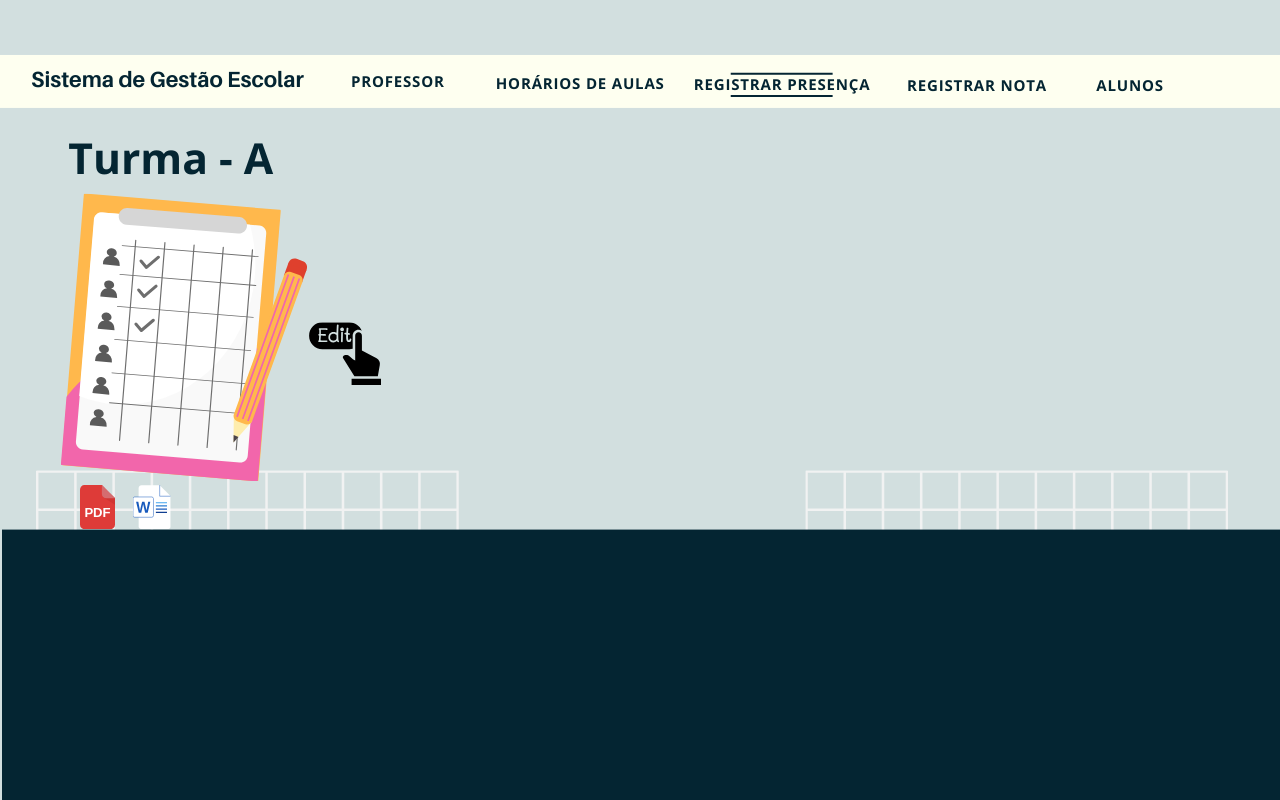 Sistema de Gestão Escolar
PROFESSOR
HORÁRIOS DE AULAS
REGISTRAR PRESENÇA
REGISTRAR NOTA
ALUNOS
Turma - A
Edit
PDF
W